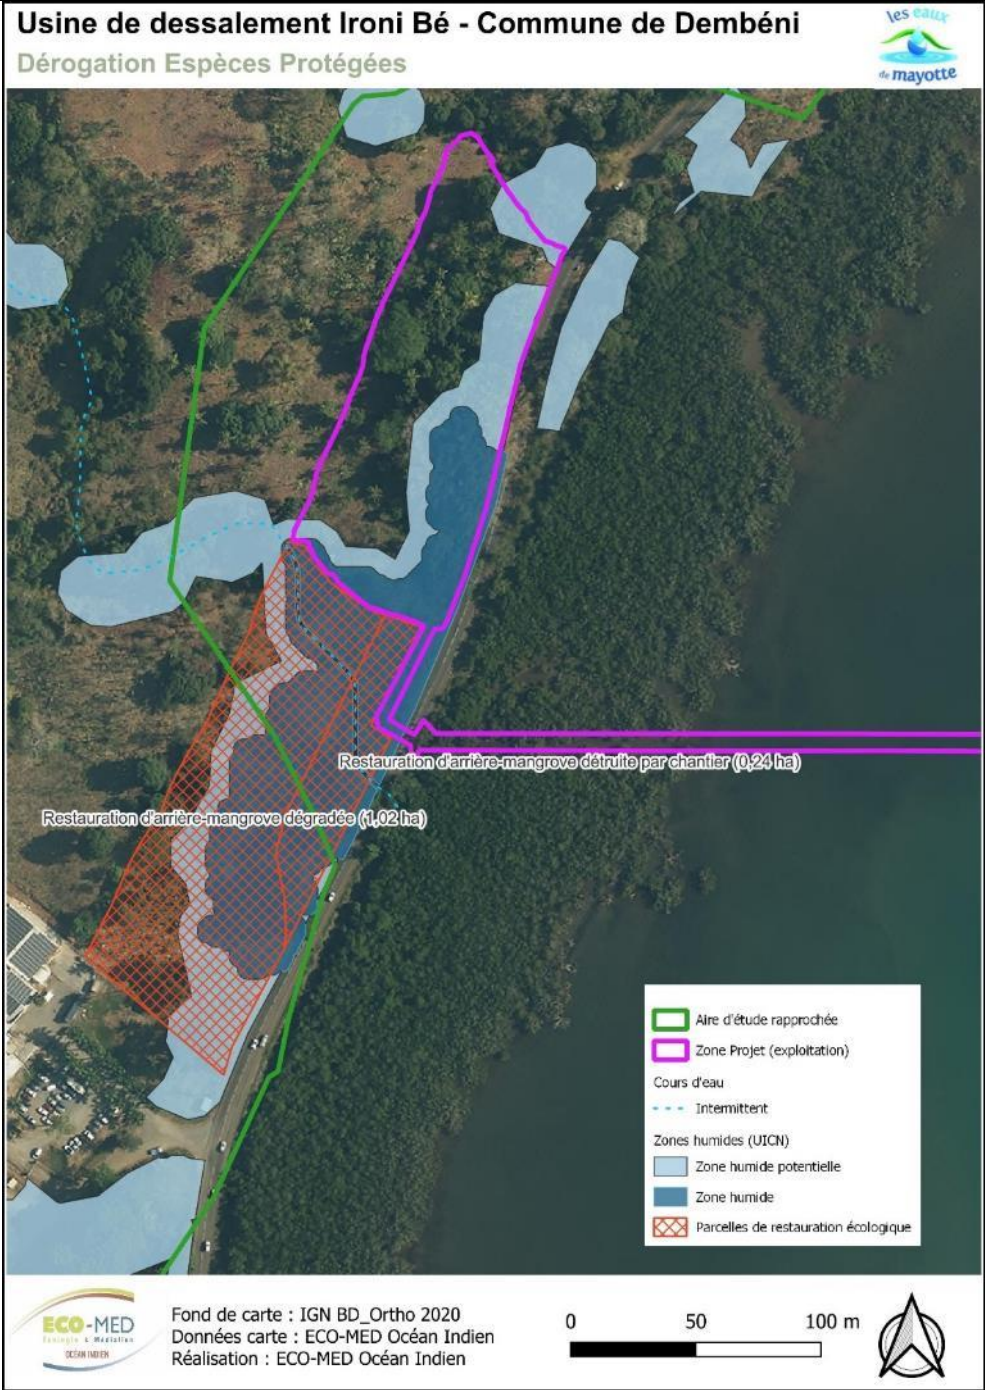 Usine de dessalement Ironi Bé - Commune de Dembéni
Dérogation Espèces Protégées
les eaux
de mayotte
Restauration d'arrière-mangrove détruite par chantier (0,24 ha)
Restauration d'arrière-mangrove dégradée (1,02 ha)
Aire d'étude rapprochée
Zone Projet (exploitation)
Cours d'eau
Intermittent
Zones humides (UICN)
Zone humide potentielle
Zone humide
Parcelles de restauration écologique
ECO-MED
Ecologie & Médiation
OCÉAN INDIEN
Fond de carte : IGN BD_Ortho 2020
Données carte : ECO-MED Océan Indien
Réalisation : ECO-MED Océan Indien
0 50 100 m